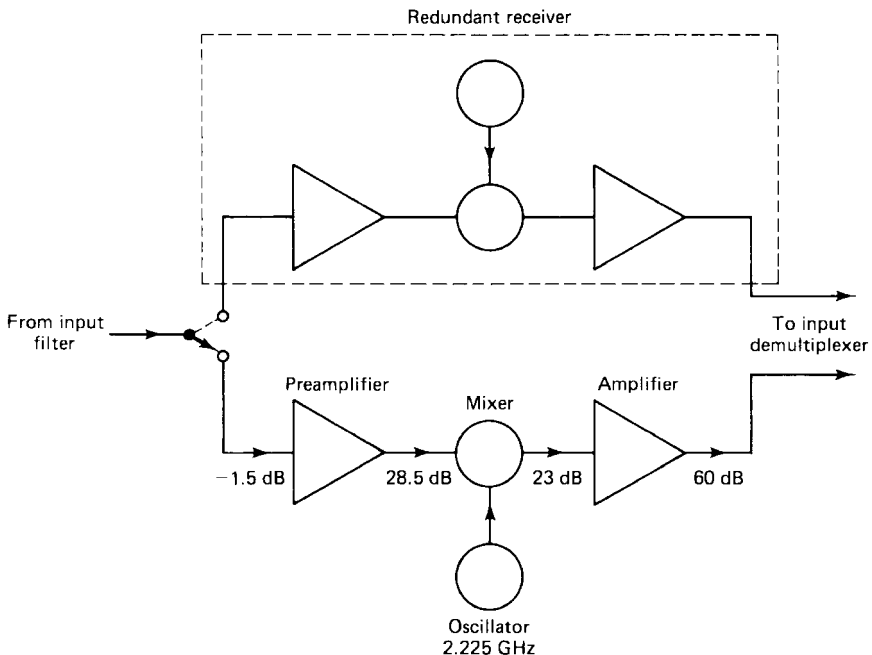 Redundant receiver
From input
filter
To input
demultiplexer
Preamplifier
Mixer
Amplifier
−1.5 dB
28.5 dB
23 dB
60 dB
Oscillator
2.225 GHz